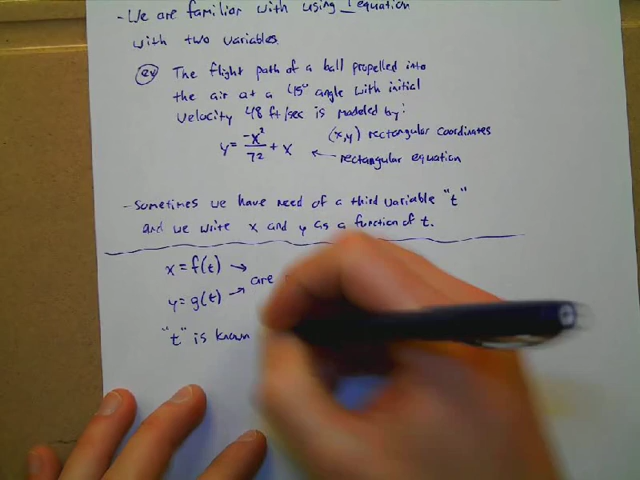 - We are familiar with using 1 equation
with two variables.
ex The flight path of a ball propelled into
the air at a 45° angle with initial
velocity 48 ft/sec is modeled by:
y = -x²/72 + x
(x,y) rectangular coordinates
← rectangular equation
- Sometimes we have need of a third variable "t"
and we write x and y as a function of t.
x = f(t) →
are
y = g(t) →
"t" is known